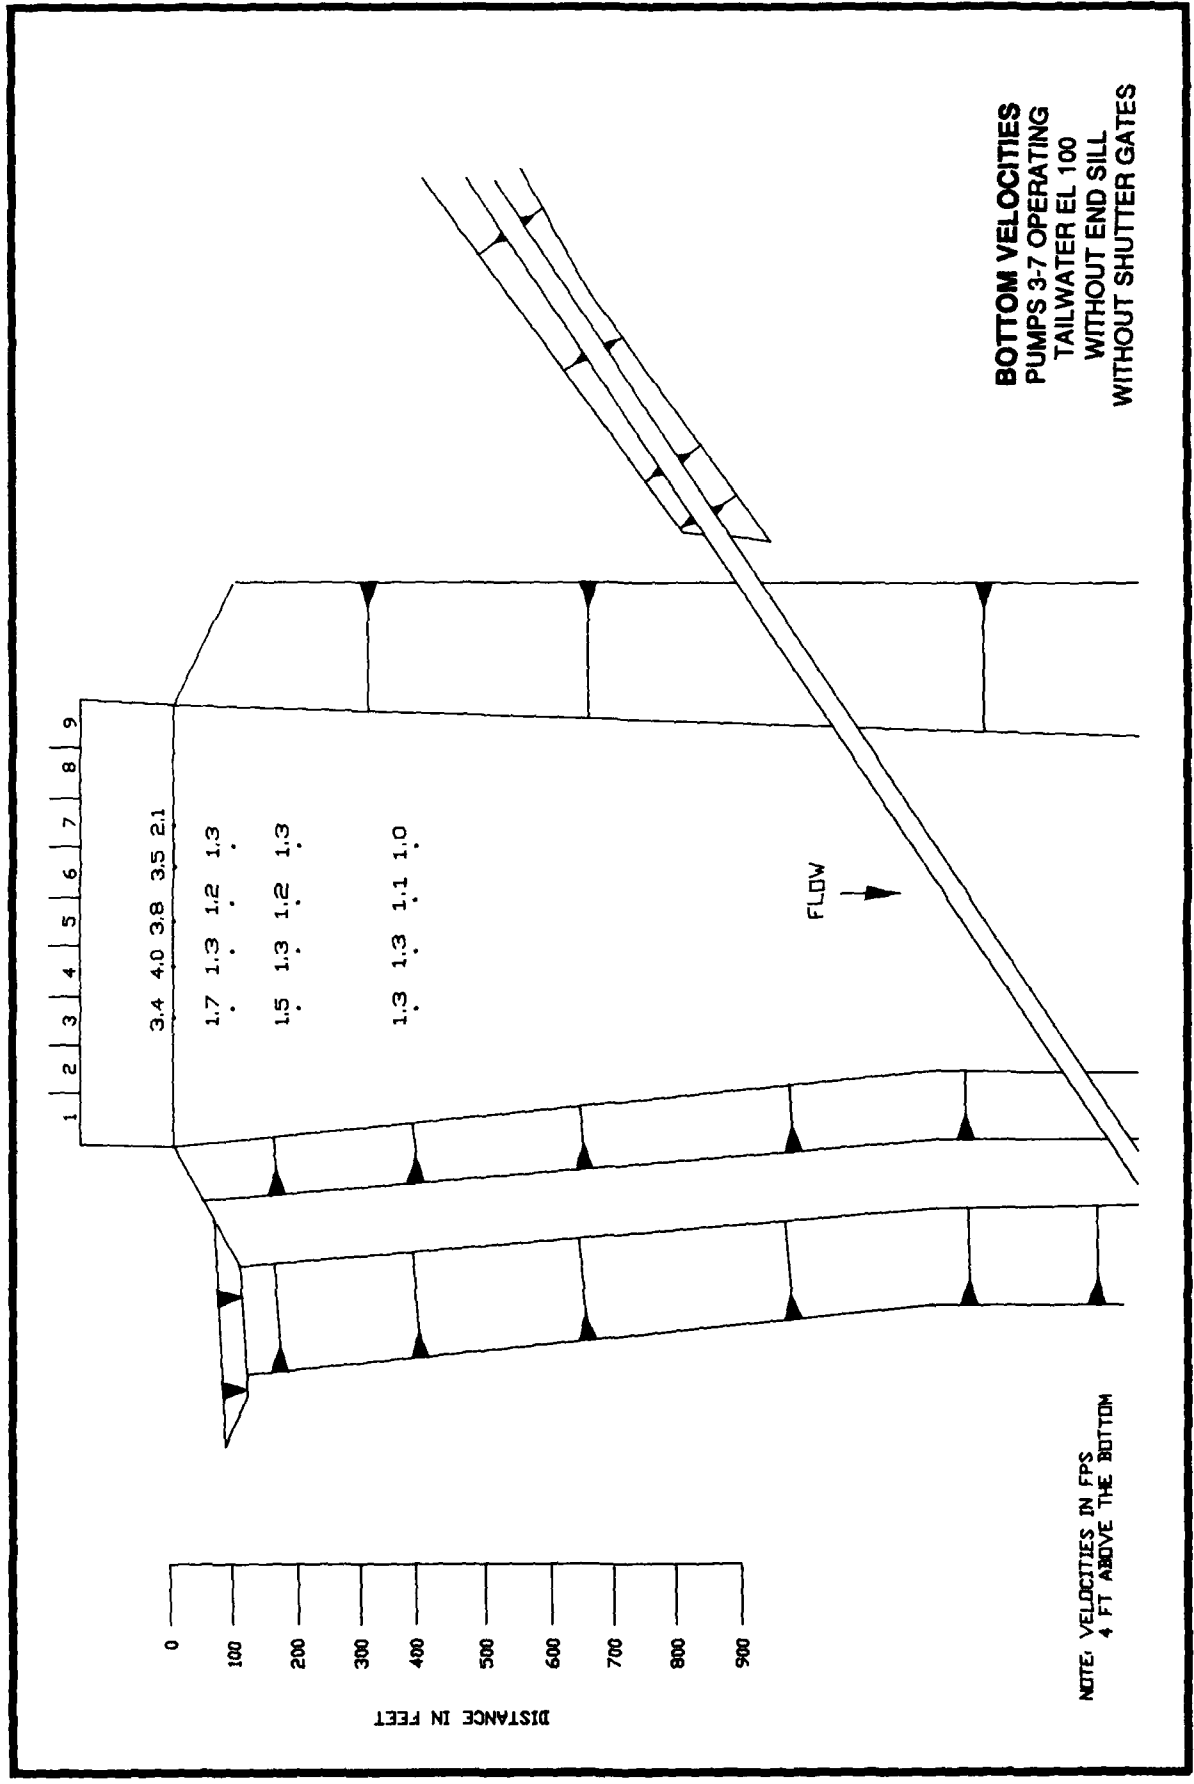 1 2 3 4 5 6 7 8 9
3.4 4.0 3.8 3.5 2.1
1.7 1.3 1.2 1.3
1.5 1.3 1.2 1.3
1.3 1.3 1.1 1.0
FLOW
0
100
200
300
400
500
600
700
800
900
DISTANCE IN FEET
NOTE: VELOCITIES IN FPS
4 FT ABOVE THE BOTTOM
BOTTOM VELOCITIES
PUMPS 3-7 OPERATING
TAILWATER EL 100
WITHOUT END SILL
WITHOUT SHUTTER GATES